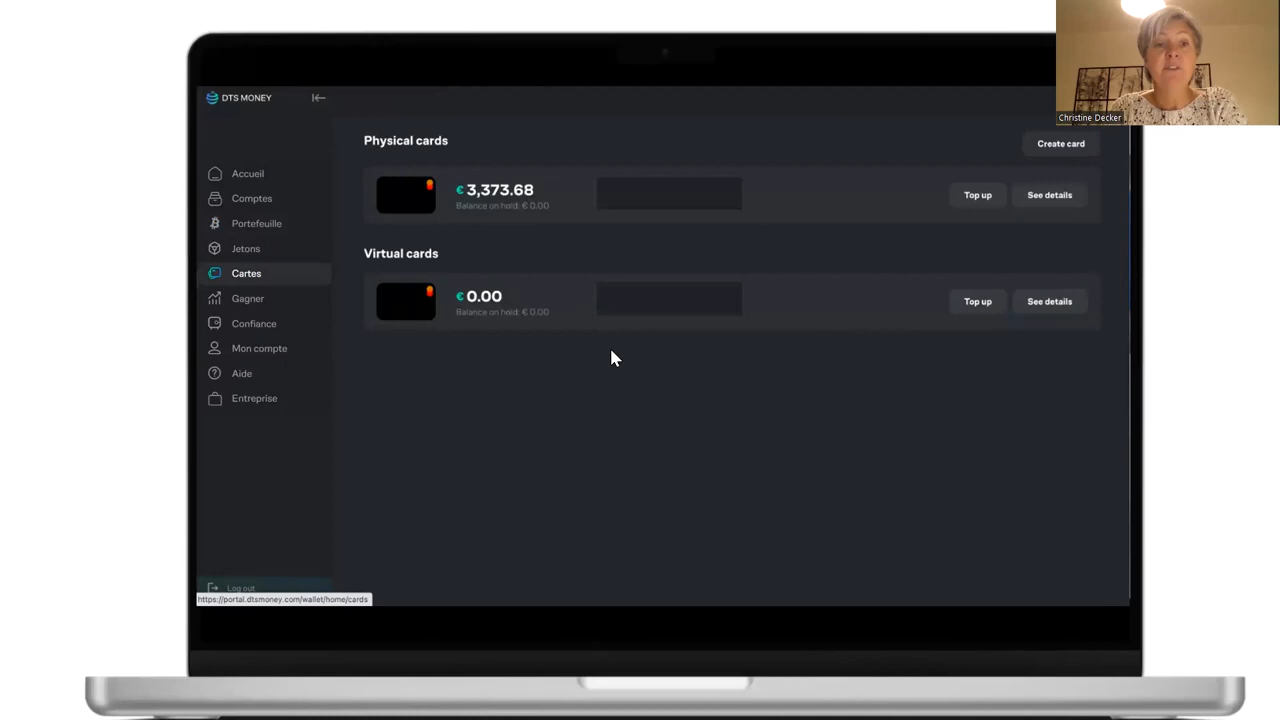 Christine Decker
DTS MONEY
Accueil
Comptes
Portefeuille
Jetons
Cartes
Gagner
Confiance
Mon compte
Aide
Entreprise
Log out
https://portal.dtsmoney.com/wallet/home/cards
Physical cards
Create card
€ 3,373.68
Balance on hold: € 0.00
Top up
See details
Virtual cards
€ 0.00
Balance on hold: € 0.00
Top up
See details